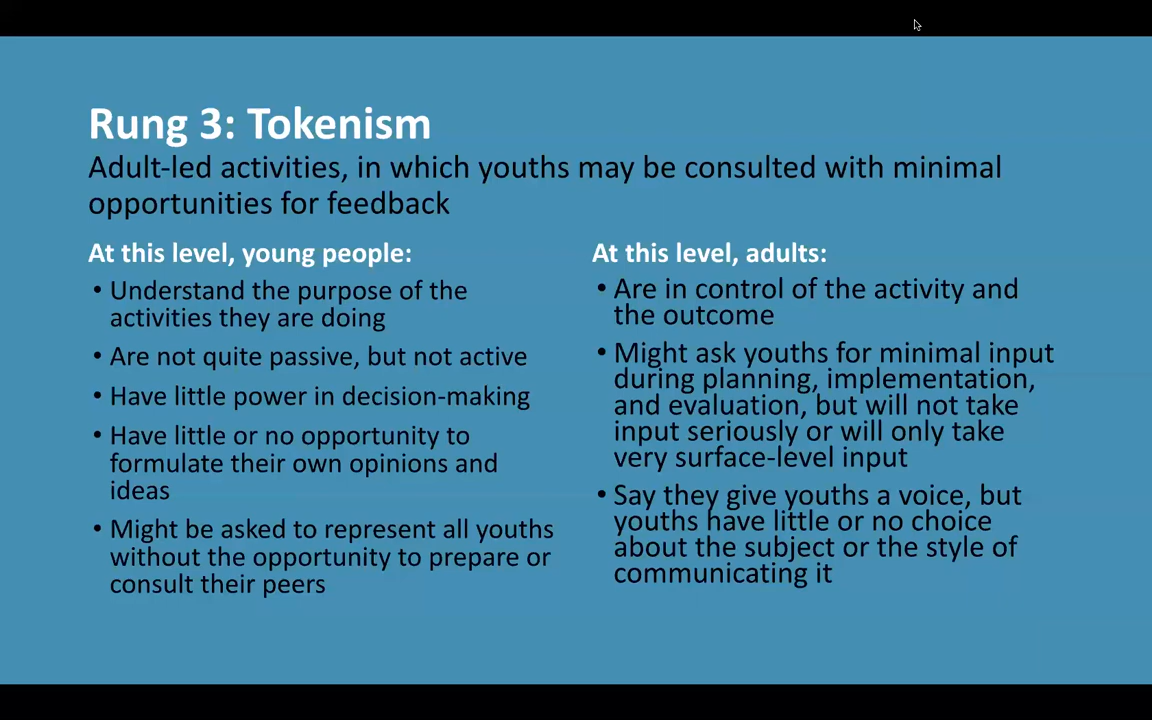 Rung 3: Tokenism
Adult-led activities, in which youths may be consulted with minimal
opportunities for feedback
At this level, young people:
• Understand the purpose of the
activities they are doing
• Are not quite passive, but not active
• Have little power in decision-making
• Have little or no opportunity to
formulate their own opinions and
ideas
• Might be asked to represent all youths
without the opportunity to prepare or
consult their peers
At this level, adults:
• Are in control of the activity and
the outcome
• Might ask youths for minimal input
during planning, implementation,
and evaluation, but will not take
input seriously or will only take
very surface-level input
• Say they give youths a voice, but
youths have little or no choice
about the subject or the style of
communicating it